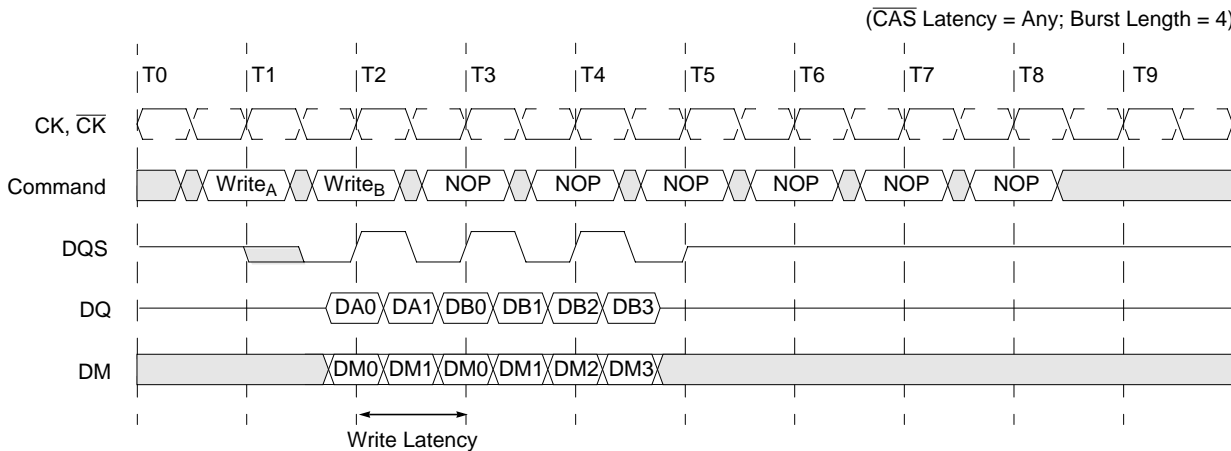 (CAS Latency = Any; Burst Length = 4)
T0 T1 T2 T3 T4 T5 T6 T7 T8 T9
CK, CK
Command WriteA WriteB NOP NOP NOP NOP NOP NOP
DQS
DQ DA0 DA1 DB0 DB1 DB2 DB3
DM DM0 DM1 DM0 DM1 DM2 DM3
Write Latency